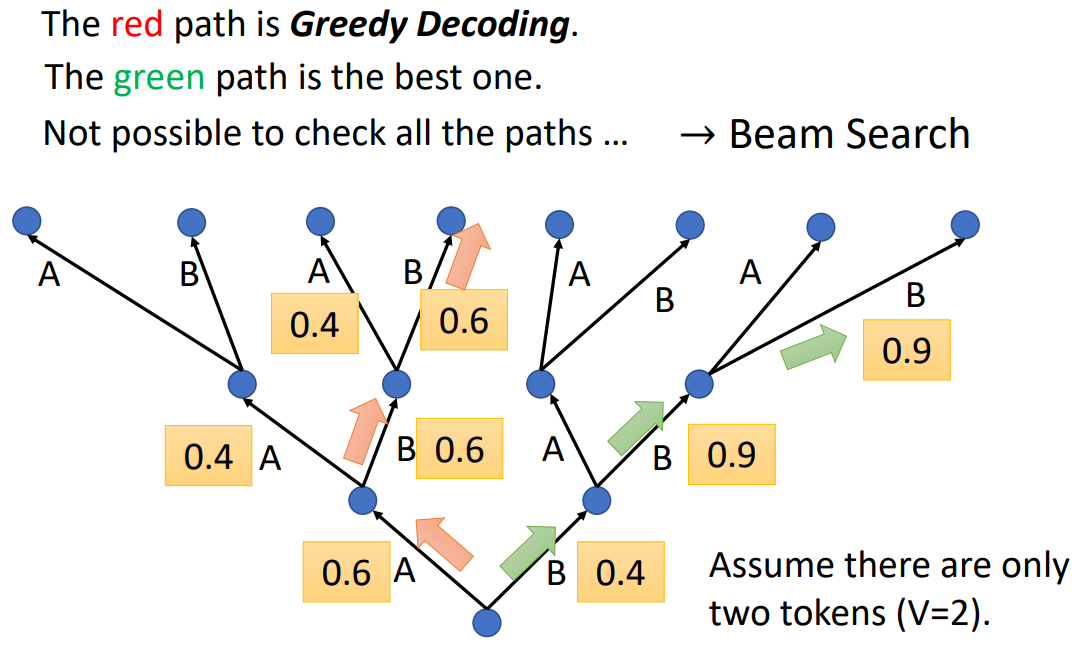 The red path is Greedy Decoding.
The green path is the best one.
Not possible to check all the paths ... → Beam Search
A B A B A B A B
0.4 0.6 0.9
0.4 A B 0.6 A B 0.9
0.6 A B 0.4
Assume there are only
two tokens (V=2).